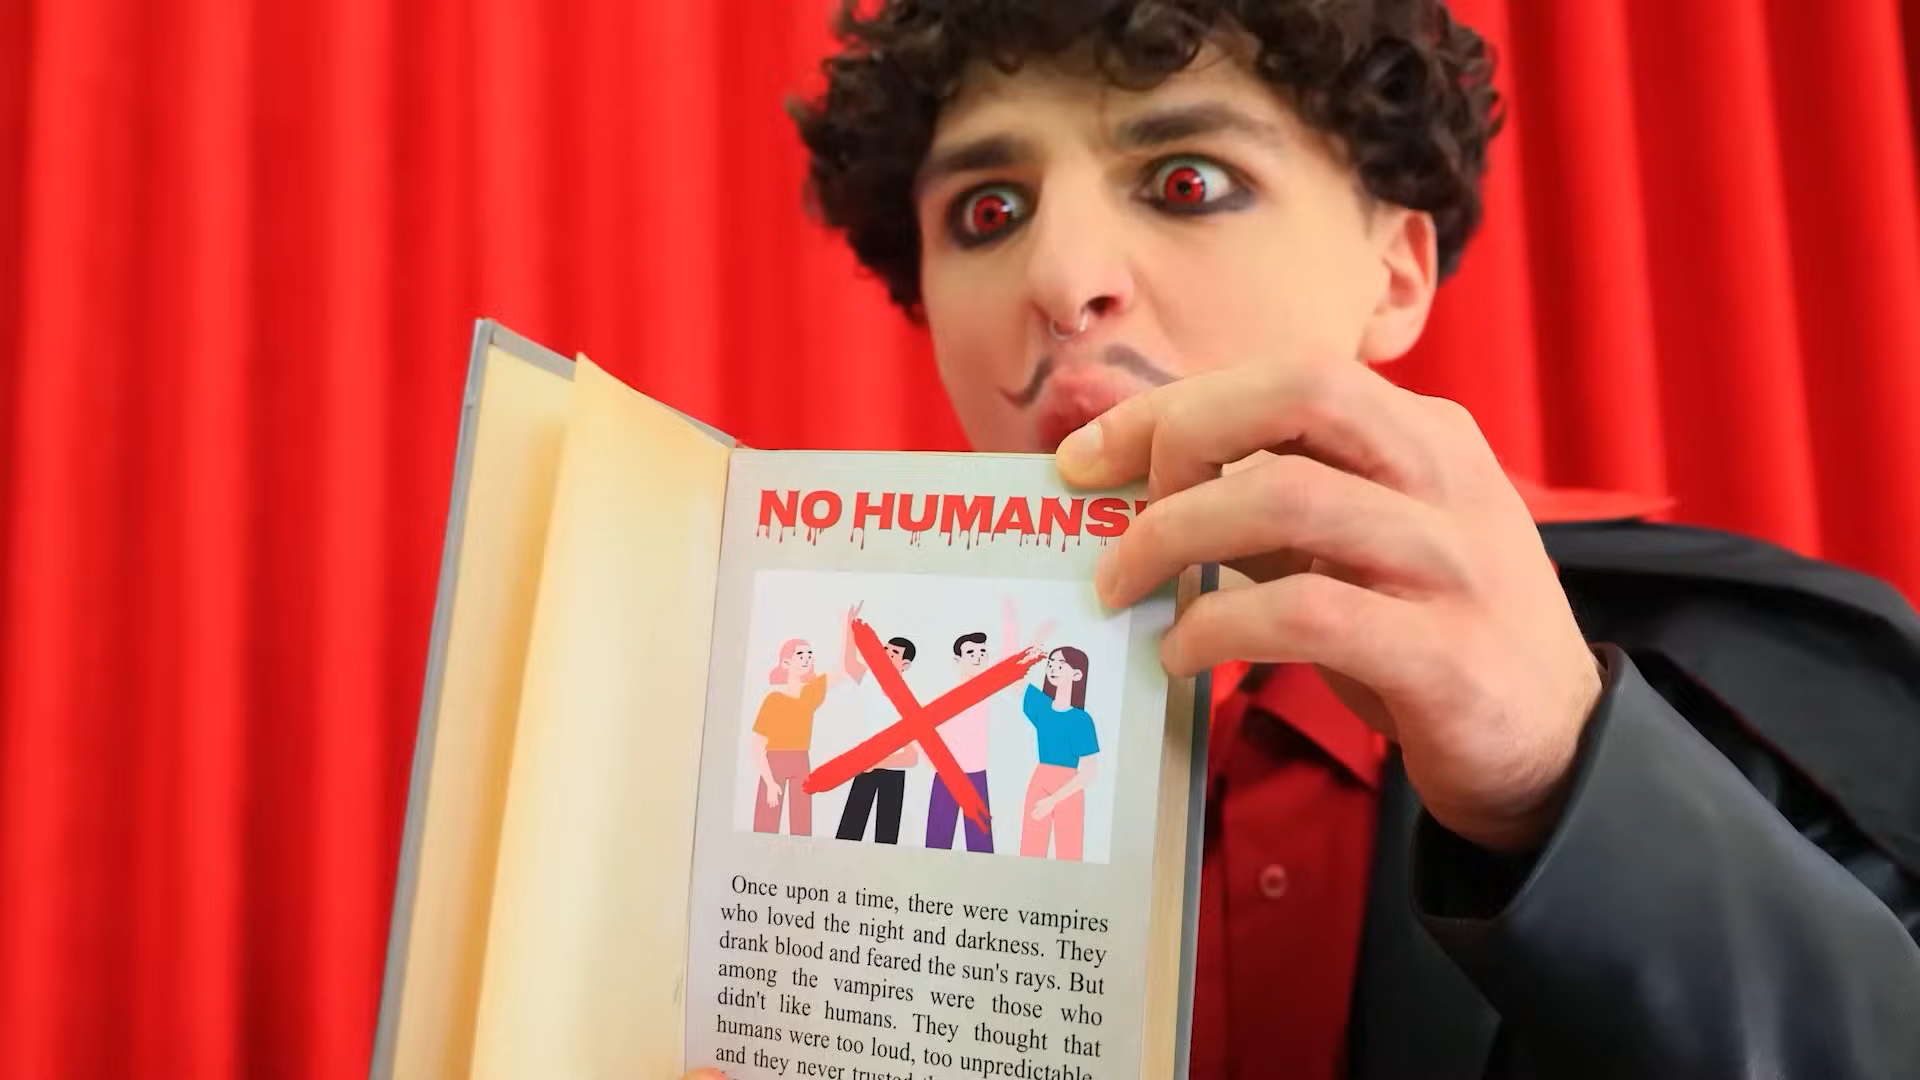 NO HUMANS!
Once upon a time, there were vampires
who loved the night and darkness. They
drank blood and feared the sun's rays. But
among the vampires were those who
didn't like humans. They thought that
humans were too loud, too unpredictable,
and they never trusted